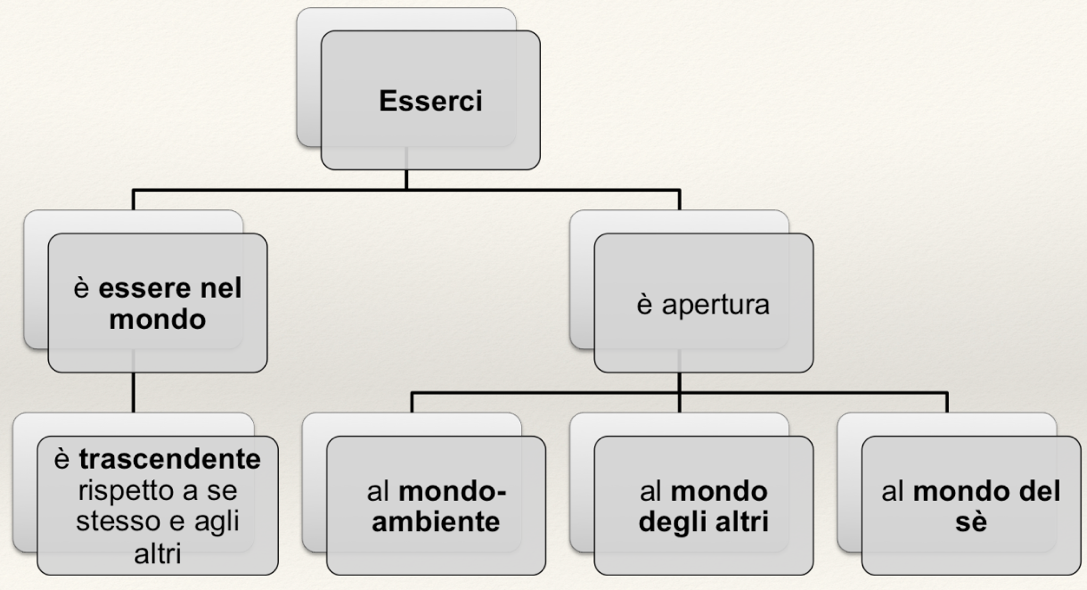 Esserci
è essere nel
mondo
è apertura
è trascendente
rispetto a se
stesso e agli
altri
al mondo-
ambiente
al mondo
degli altri
al mondo del
sè